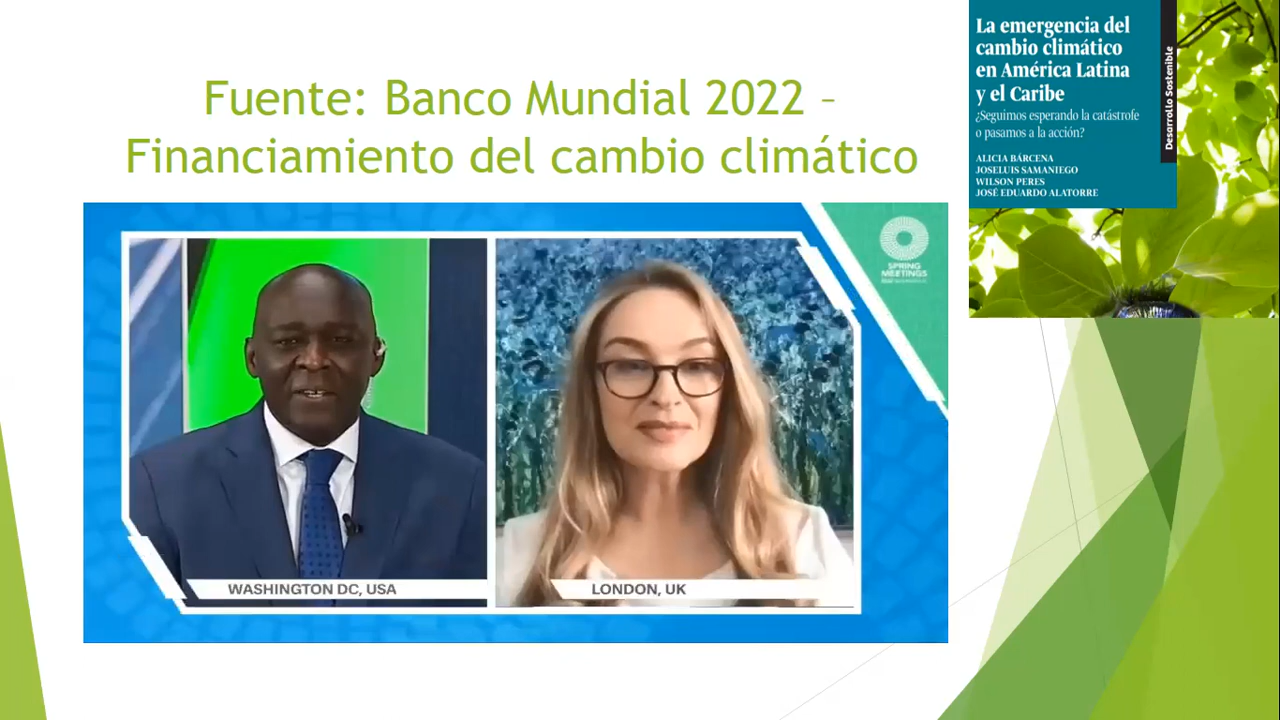 Fuente: Banco Mundial 2022 –
Financiamiento del cambio climático
La emergencia del
cambio climático
en América Latina
y el Caribe
¿Seguimos esperando la catástrofe
o pasamos a la acción?
ALICIA BÁRCENA
JOSELUIS SAMANIEGO
WILSON PERES
JOSÉ EDUARDO ALATORRE
Desarrollo Sostenible
SPRING
MEETINGS
WASHINGTON DC, USA
LONDON, UK